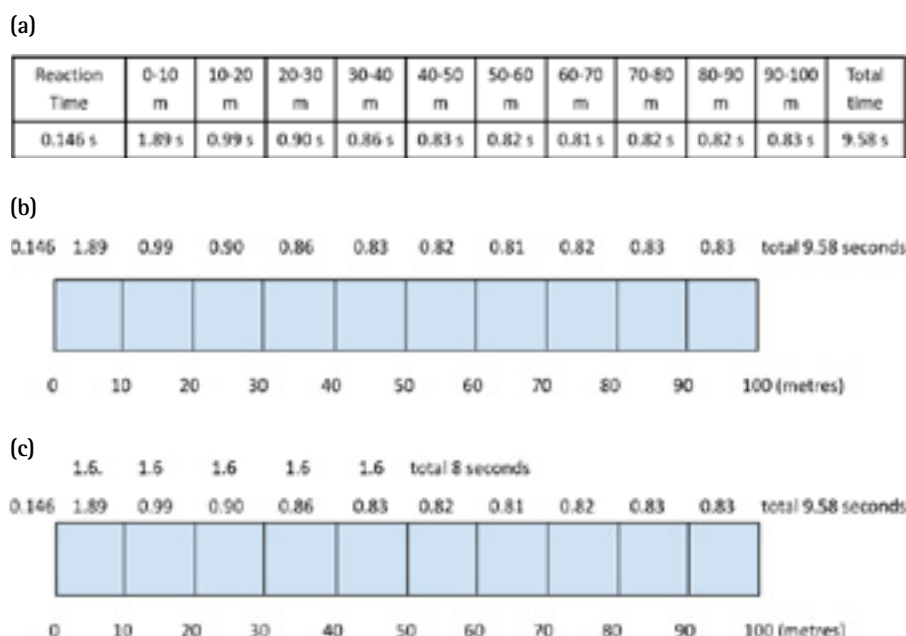 (a)
Reaction 0-10 10-20 20-30 30-40 40-50 50-60 60-70 70-80 80-90 90-100 Total
Time m m m m m m m m m m time
0.146 s 1.89 s 0.99 s 0.90 s 0.86 s 0.83 s 0.82 s 0.81 s 0.82 s 0.82 s 0.83 s 9.58 s
(b)
0.146 1.89 0.99 0.90 0.86 0.83 0.82 0.81 0.82 0.83 0.83 total 9.58 seconds
0 10 20 30 40 50 60 70 80 90 100 (metres)
(c)
1.6. 1.6 1.6 1.6 1.6 total 8 seconds
0.146 1.89 0.99 0.90 0.86 0.83 0.82 0.81 0.82 0.83 0.83 total 9.58 seconds
0 10 20 30 40 50 60 70 80 90 100 (metres)